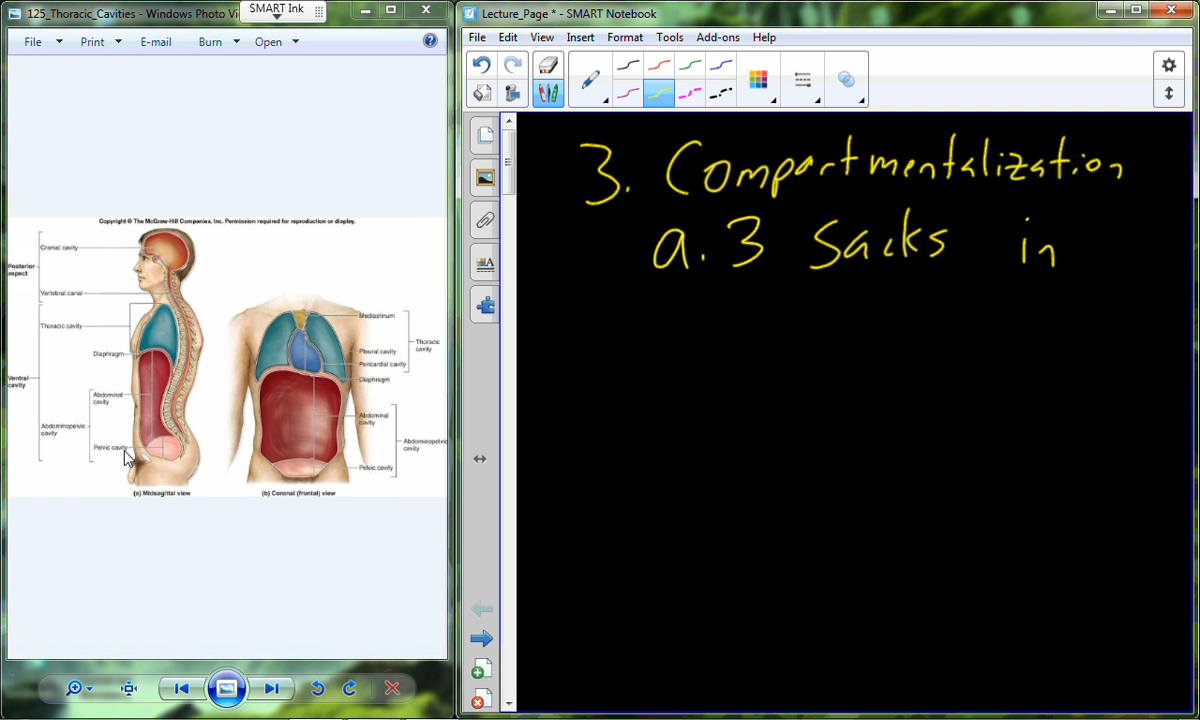 125_Thoracic_Cavities - Windows Photo Vi
SMART Ink
File Print E-mail Burn Open
Copyright © The McGraw-Hill Companies, Inc. Permission required for reproduction or display.
Cranial cavity
Posterior
aspect
Vertebral canal
Thoracic cavity
Diaphragm
Ventral
cavity
Abdominal
cavity
Abdominopelvic
cavity
Pelvic cavity
(a) Midsagittal view
Mediastinum
Thoracic
cavity
Pleural cavity
Pericardial cavity
Diaphragm
Abdominal
cavity
Abdominopelvic
cavity
Pelvic cavity
(b) Coronal (frontal) view
Lecture_Page * - SMART Notebook
File Edit View Insert Format Tools Add-ons Help
3. Compartmentalization
a. 3 Sacks in